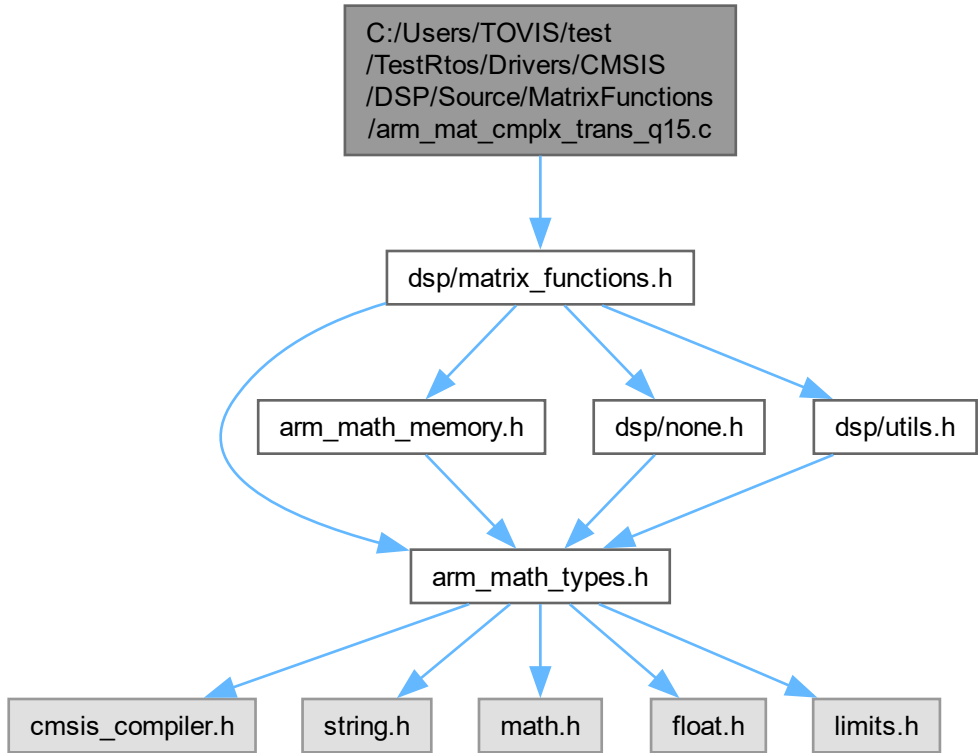 C:/Users/TOVIS/test
/TestRtos/Drivers/CMSIS
/DSP/Source/MatrixFunctions
/arm_mat_cmplx_trans_q15.c
dsp/matrix_functions.h
arm_math_memory.h
dsp/none.h
dsp/utils.h
arm_math_types.h
cmsis_compiler.h
string.h
math.h
float.h
limits.h